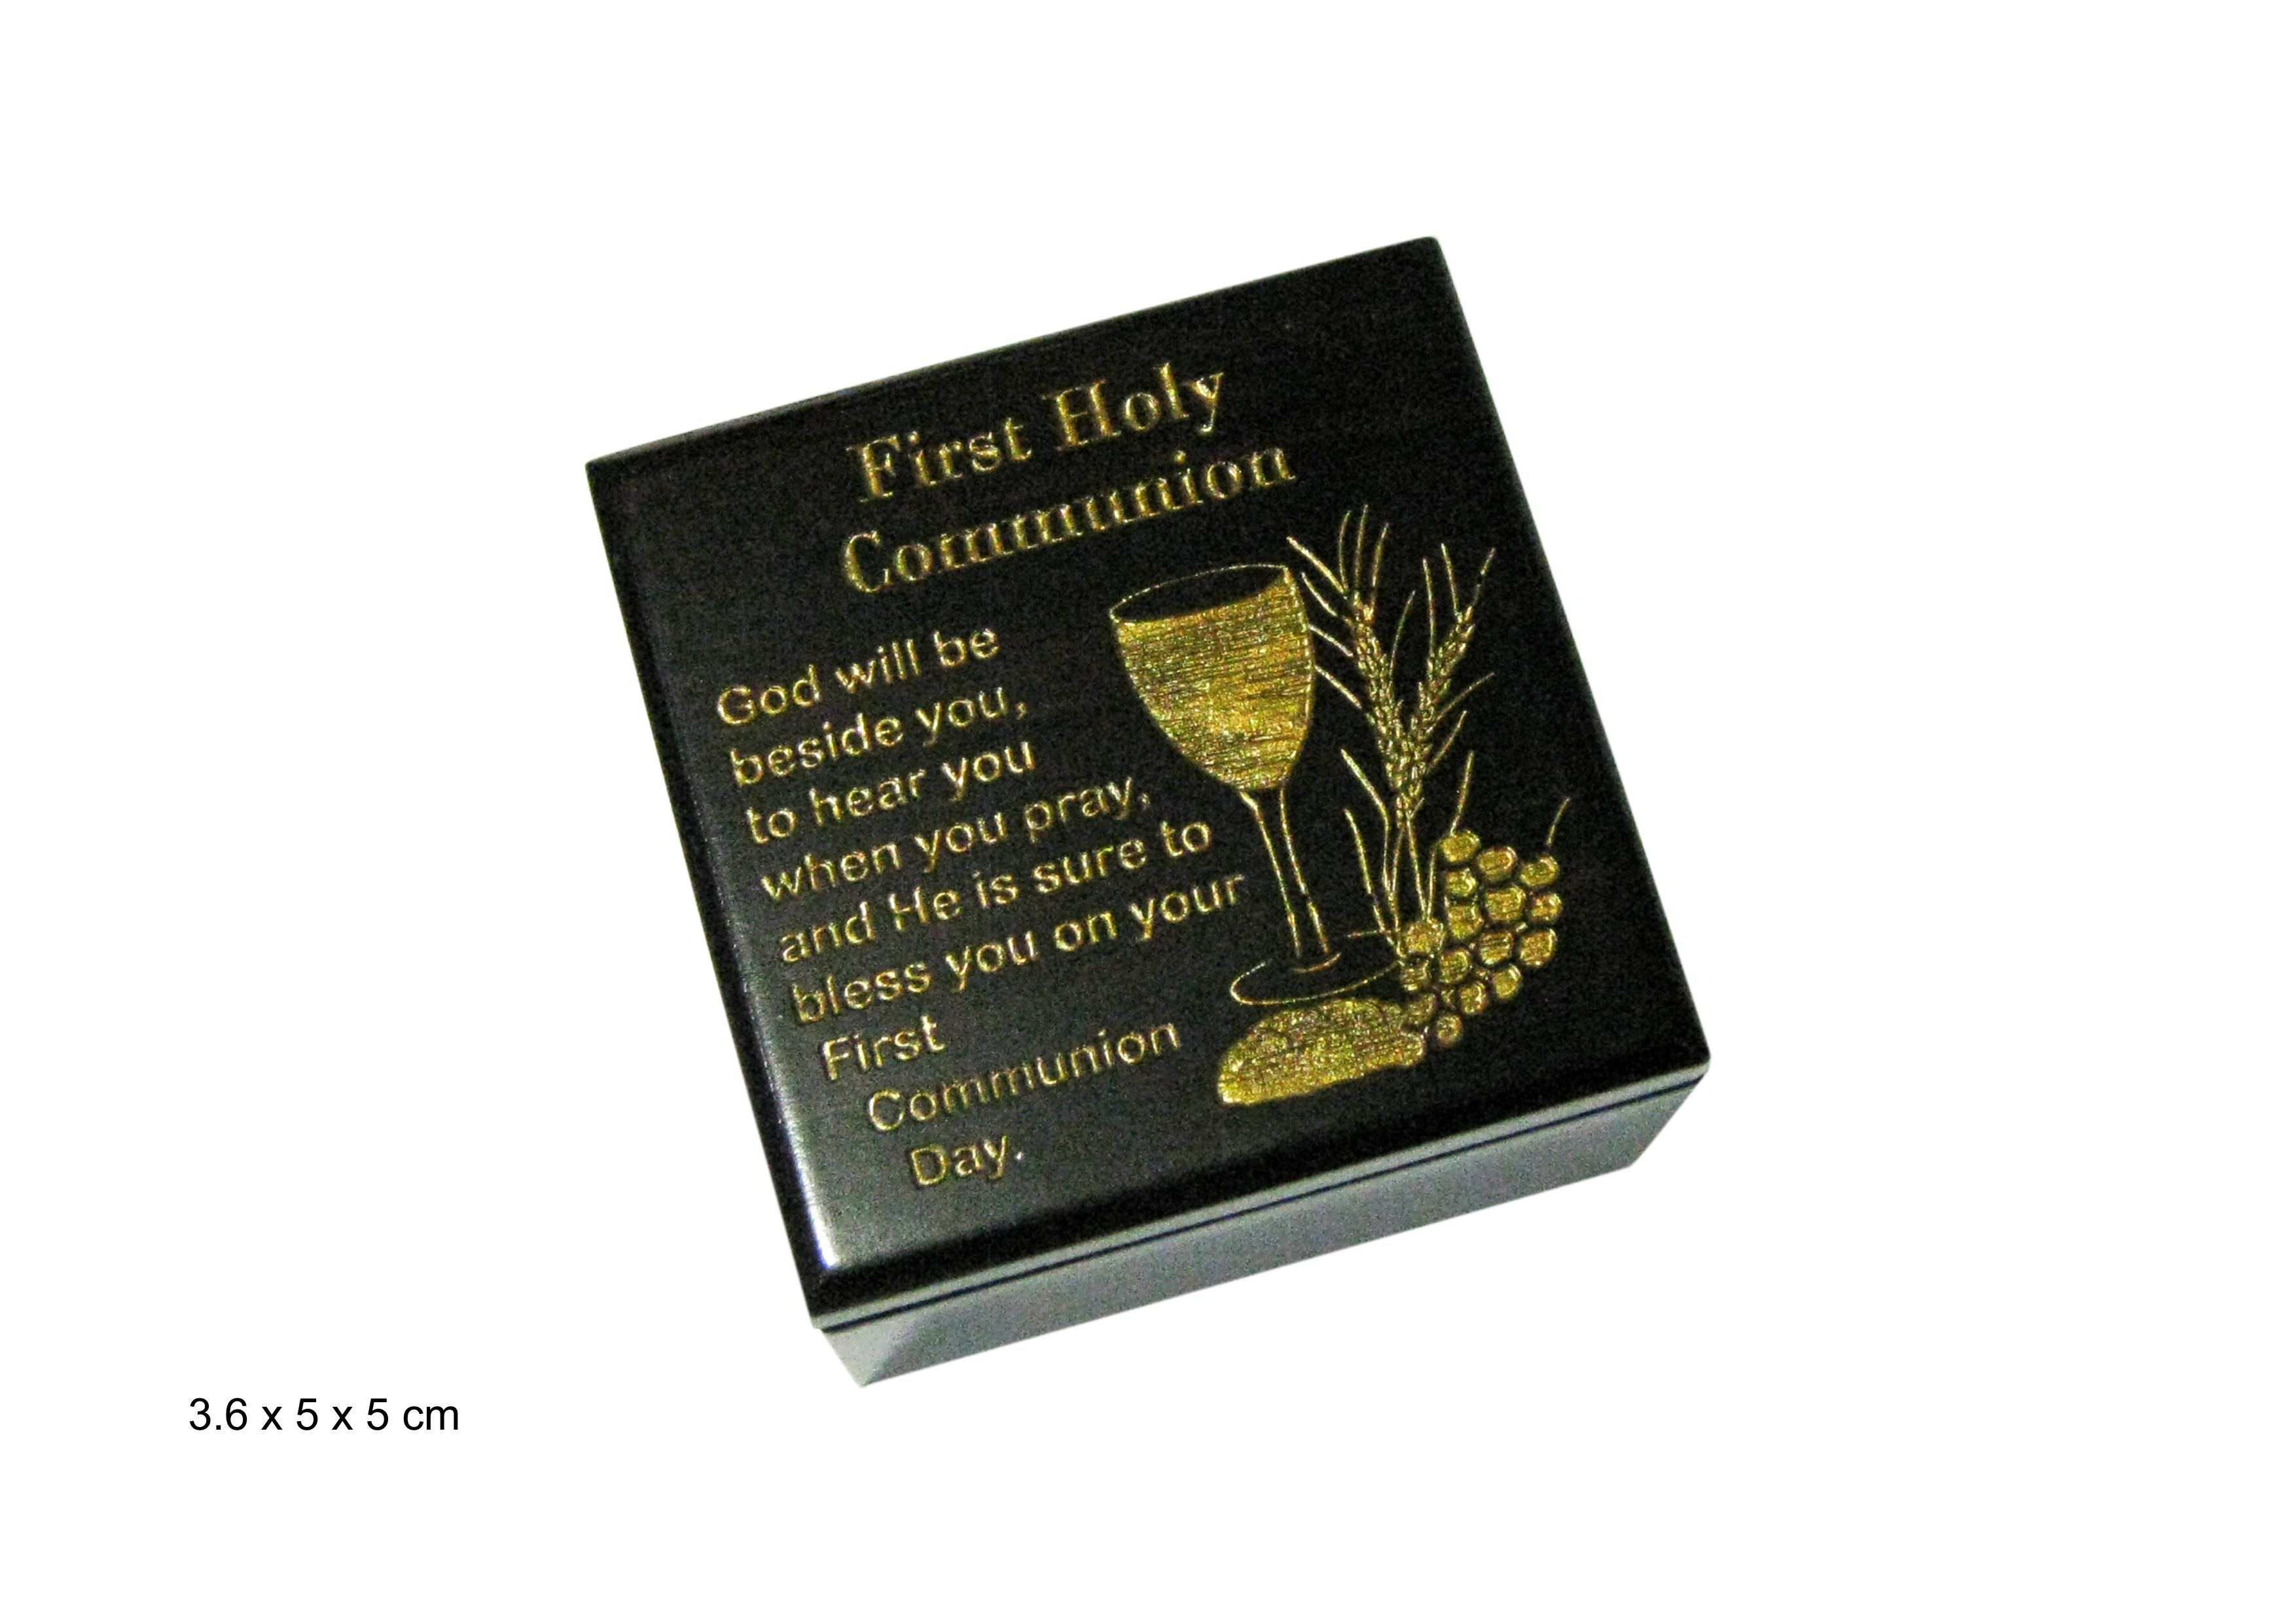 First Holy
Communion
God will be
beside you,
to hear you
when you pray,
and He is sure to
bless you on your
First
Communion
Day.
3.6 x 5 x 5 cm